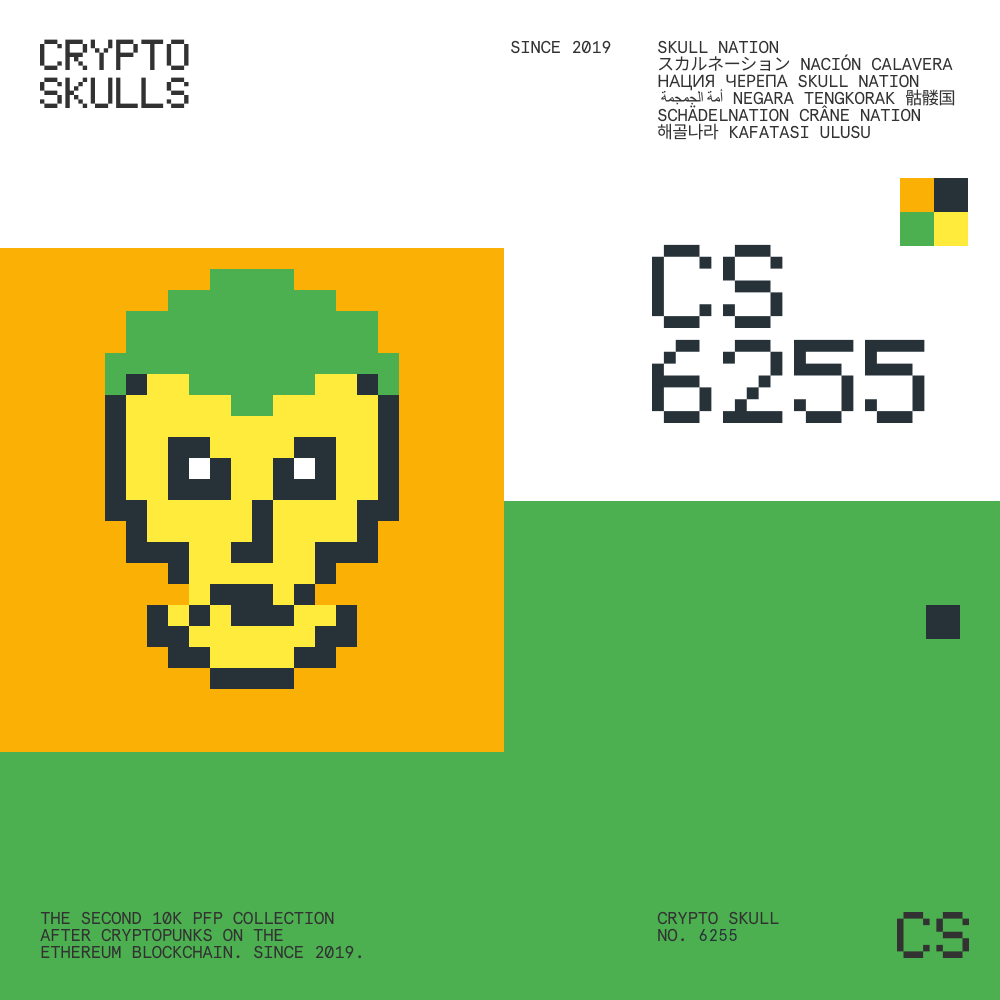 CRYPTO
SKULLS
SINCE 2019
SKULL NATION
スカルネーション NACIÓN CALAVERA
НАЦИЯ ЧЕРЕПА SKULL NATION
أمة الجمجمة NEGARA TENGKORAK 骷髅国
SCHÄDELNATION CRÂNE NATION
해골나라 KAFATASI ULUSU
CS
6255
THE SECOND 10K PFP COLLECTION
AFTER CRYPTOPUNKS ON THE
ETHEREUM BLOCKCHAIN. SINCE 2019.
CRYPTO SKULL
NO. 6255
CS